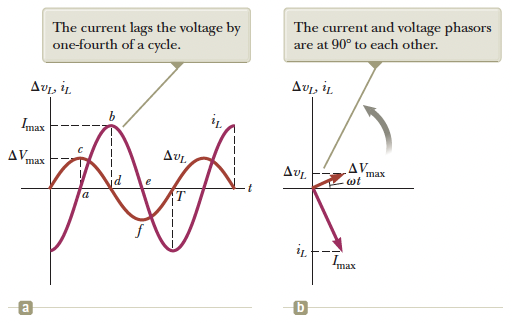 The current lags the voltage by
one-fourth of a cycle.
Δv_L, i_L
I_max
ΔV_max
b
c
i_L
Δv_L
a
d
e
T
t
f
a
The current and voltage phasors
are at 90° to each other.
Δv_L, i_L
Δv_L
ΔV_max
ωt
i_L
I_max
b